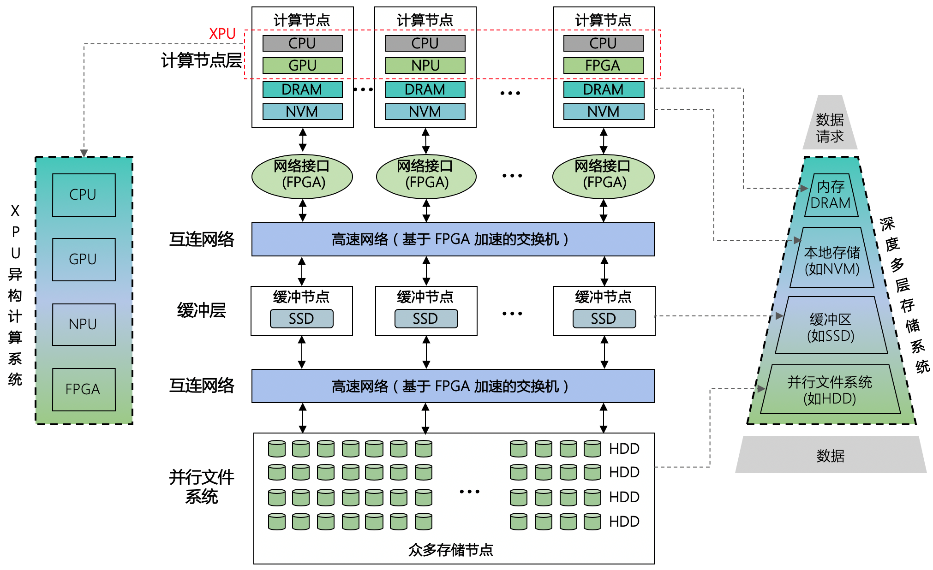 计算节点 计算节点 计算节点
XPU
CPU CPU CPU
计算节点层
GPU NPU FPGA
DRAM … DRAM … DRAM
NVM NVM NVM
网络接口
(FPGA)
网络接口
(FPGA)
…
网络接口
(FPGA)
互连网络
高速网络（基于 FPGA 加速的交换机）
缓冲层
缓冲节点 缓冲节点 缓冲节点
SSD SSD … SSD
互连网络
高速网络（基于 FPGA 加速的交换机）
并行文件
系统
HDD
HDD
…
HDD
HDD
众多存储节点
XPU异构计算系统
CPU
GPU
NPU
FPGA
数据
请求
内存
DRAM
本地存储
(如NVM)
缓冲区
(如SSD)
并行文件系统
(如HDD)
数据
深度多层存储系统